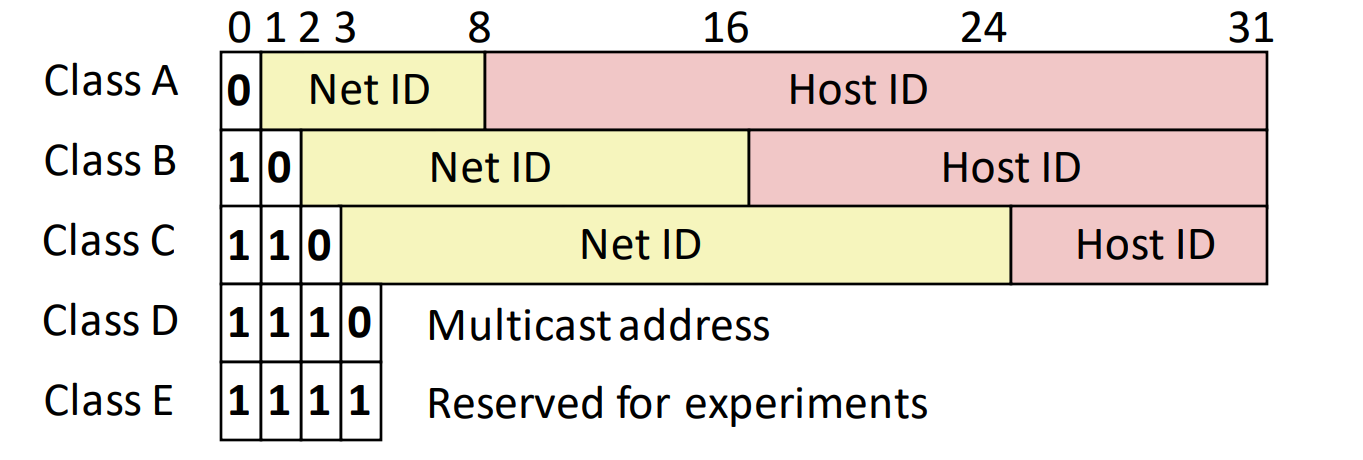 0 1 2 3 8 16 24 31
Class A 0 Net ID Host ID
Class B 1 0 Net ID Host ID
Class C 1 1 0 Net ID Host ID
Class D 1 1 1 0 Multicast address
Class E 1 1 1 1 Reserved for experiments